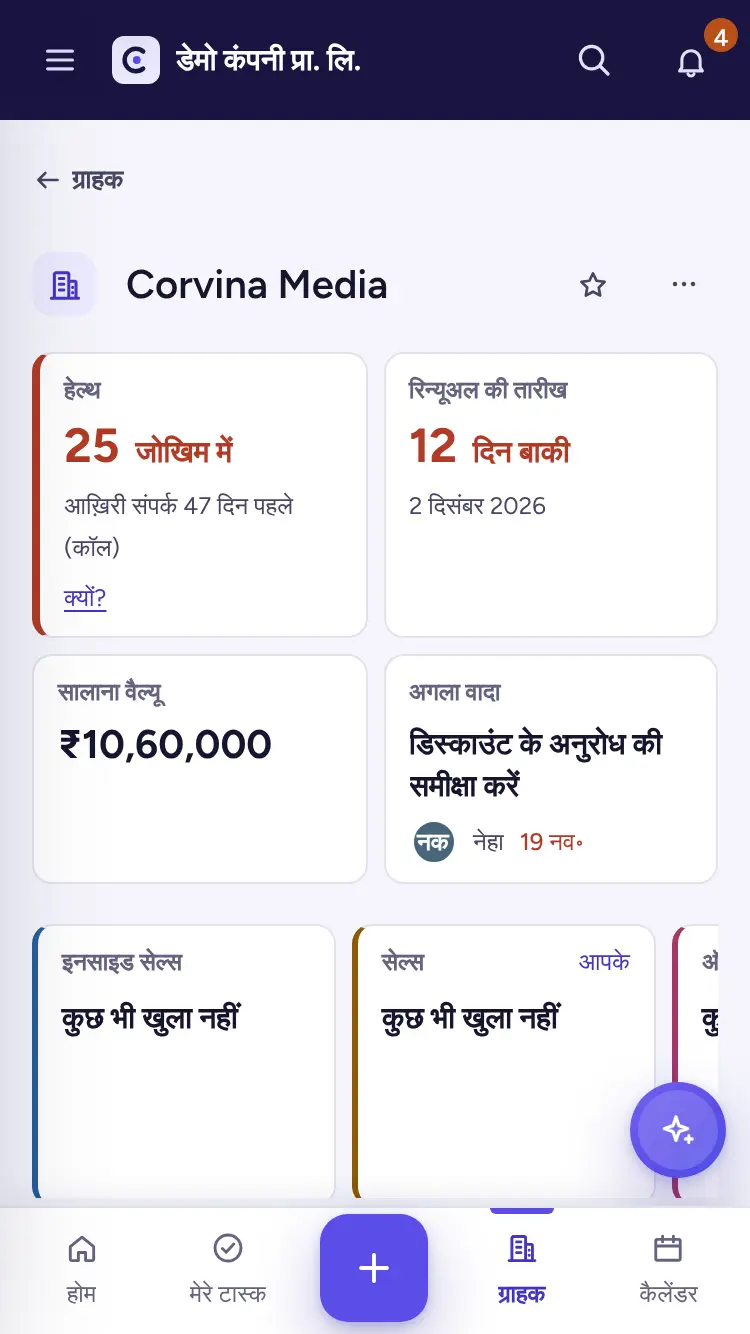 डेमो कंपनी प्रा. लि.
4
ग्राहक
Corvina Media
हेल्थ
25 जोखिम में
आख़िरी संपर्क 47 दिन पहले
(कॉल)
क्यों?
रिन्यूअल की तारीख
12 दिन बाकी
2 दिसंबर 2026
सालाना वैल्यू
₹10,60,000
अगला वादा
डिस्काउंट के अनुरोध की
समीक्षा करें
नक नेहा 19 नव॰
इनसाइड सेल्स
कुछ भी खुला नहीं
सेल्स आपके
कुछ भी खुला नहीं
होम
मेरे टास्क
ग्राहक
कैलेंडर